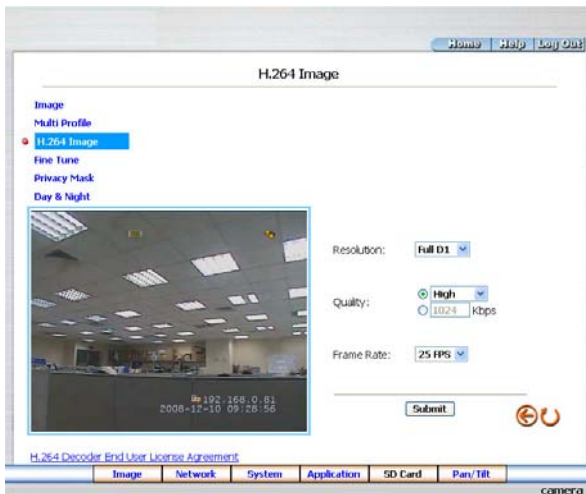 Home Help Log Out
H.264 Image
Image
Multi Profile
H.264 Image
Fine Tune
Privacy Mask
Day & Night
Resolution: Full D1
Quality: High
1024 Kbps
Frame Rate: 25 FPS
192.168.0.81
2008-12-10 09:28:56
Submit
H.264 Decoder End User License Agreement
Image Network System Application SD Card Pan/Tilt
camera